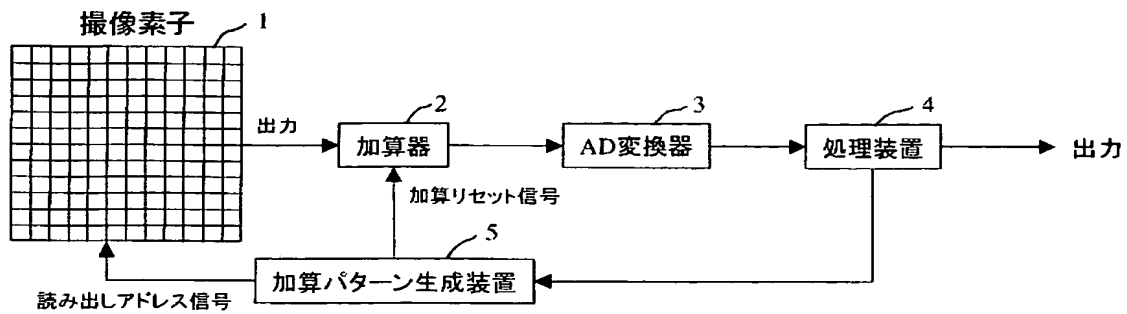 撮像素子
1
出力
加算器
2
AD変換器
3
処理装置
4
出力
加算リセット信号
加算パターン生成装置
5
読み出しアドレス信号